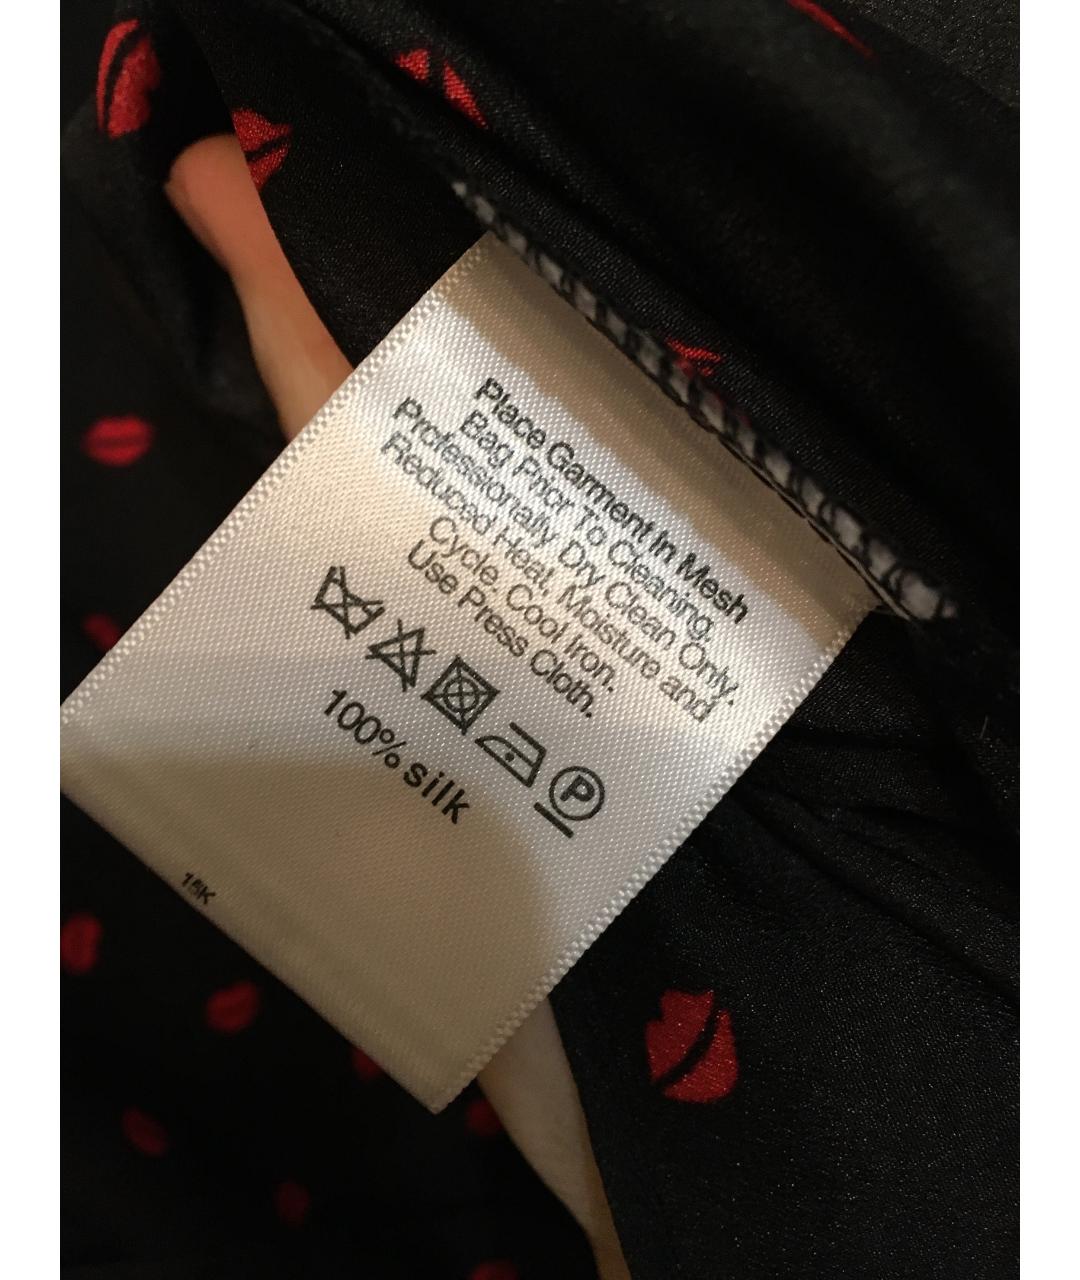 Place Garment In Mesh
Bag Prior To Cleaning.
Professionally Dry Clean Only.
Reduced Heat, Moisture and
Cycle. Cool Iron.
Use Press Cloth.
P
100% silk
15K